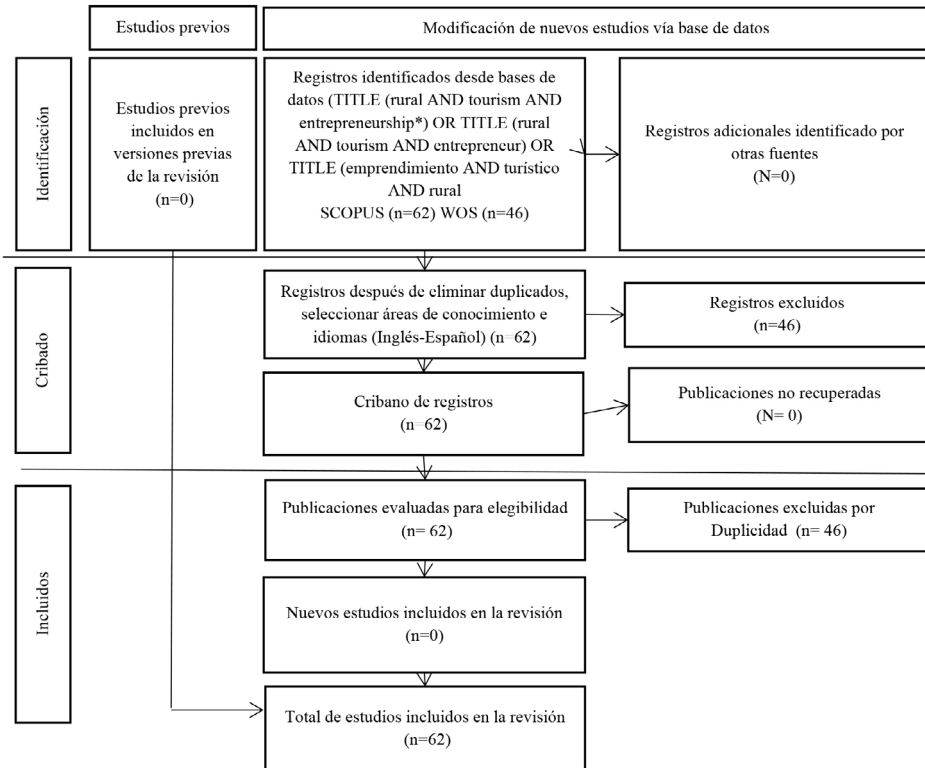 Estudios previos
Modificación de nuevos estudios vía base de datos
Identificación
Estudios previos
incluidos en
versiones previas
de la revisión
(n=0)
Registros identificados desde bases de
datos (TITLE (rural AND tourism AND
entrepreneurship*) OR TITLE (rural
AND tourism AND entrepreneur) OR
TITLE (emprendimiento AND turístico
AND rural
SCOPUS (n=62) WOS (n=46)
Registros adicionales identificado por
otras fuentes
(N=0)
Cribado
Registros después de eliminar duplicados,
seleccionar áreas de conocimiento e
idiomas (Inglés-Español) (n=62)
Registros excluidos
(n=46)
Cribano de registros
(n=62)
Publicaciones no recuperadas
(N= 0)
Incluidos
Publicaciones evaluadas para elegibilidad
(n= 62)
Publicaciones excluidas por
Duplicidad (n= 46)
Nuevos estudios incluidos en la revisión
(n=0)
Total de estudios incluidos en la revisión
(n=62)